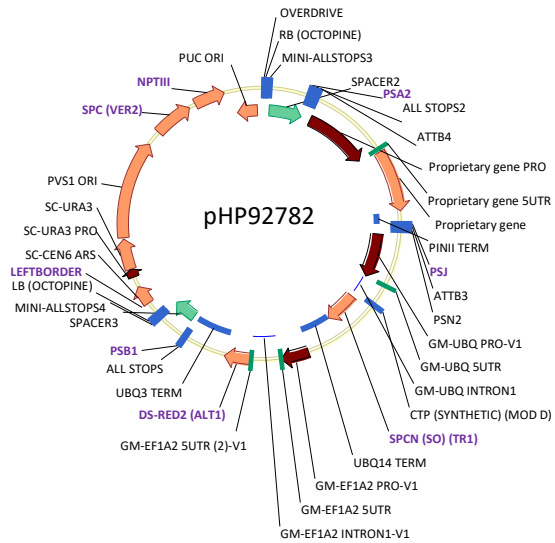 OVERDRIVE
RB (OCTOPINE)
MINI-ALLSTOPS3
SPACER2
PSA2
ALL STOPS2
ATTB4
Proprietary gene PRO
Proprietary gene 5UTR
Proprietary gene
PINII TERM
PSJ
ATTB3
PSN2
GM-UBQ PRO-V1
GM-UBQ 5UTR
GM-UBQ INTRON1
CTP (SYNTHETIC) (MOD D)
SPCN (SO) (TR1)
UBQ14 TERM
GM-EF1A2 PRO-V1
GM-EF1A2 5UTR
GM-EF1A2 INTRON1-V1
GM-EF1A2 5UTR (2)-V1
DS-RED2 (ALT1)
UBQ3 TERM
ALL STOPS
PSB1
SPACER3
MINI-ALLSTOPS4
LB (OCTOPINE)
LEFTBORDER
SC-CEN6 ARS
SC-URA3 PRO
SC-URA3
PVS1 ORI
SPC (VER2)
NPTIII
PUC ORI
pHP92782